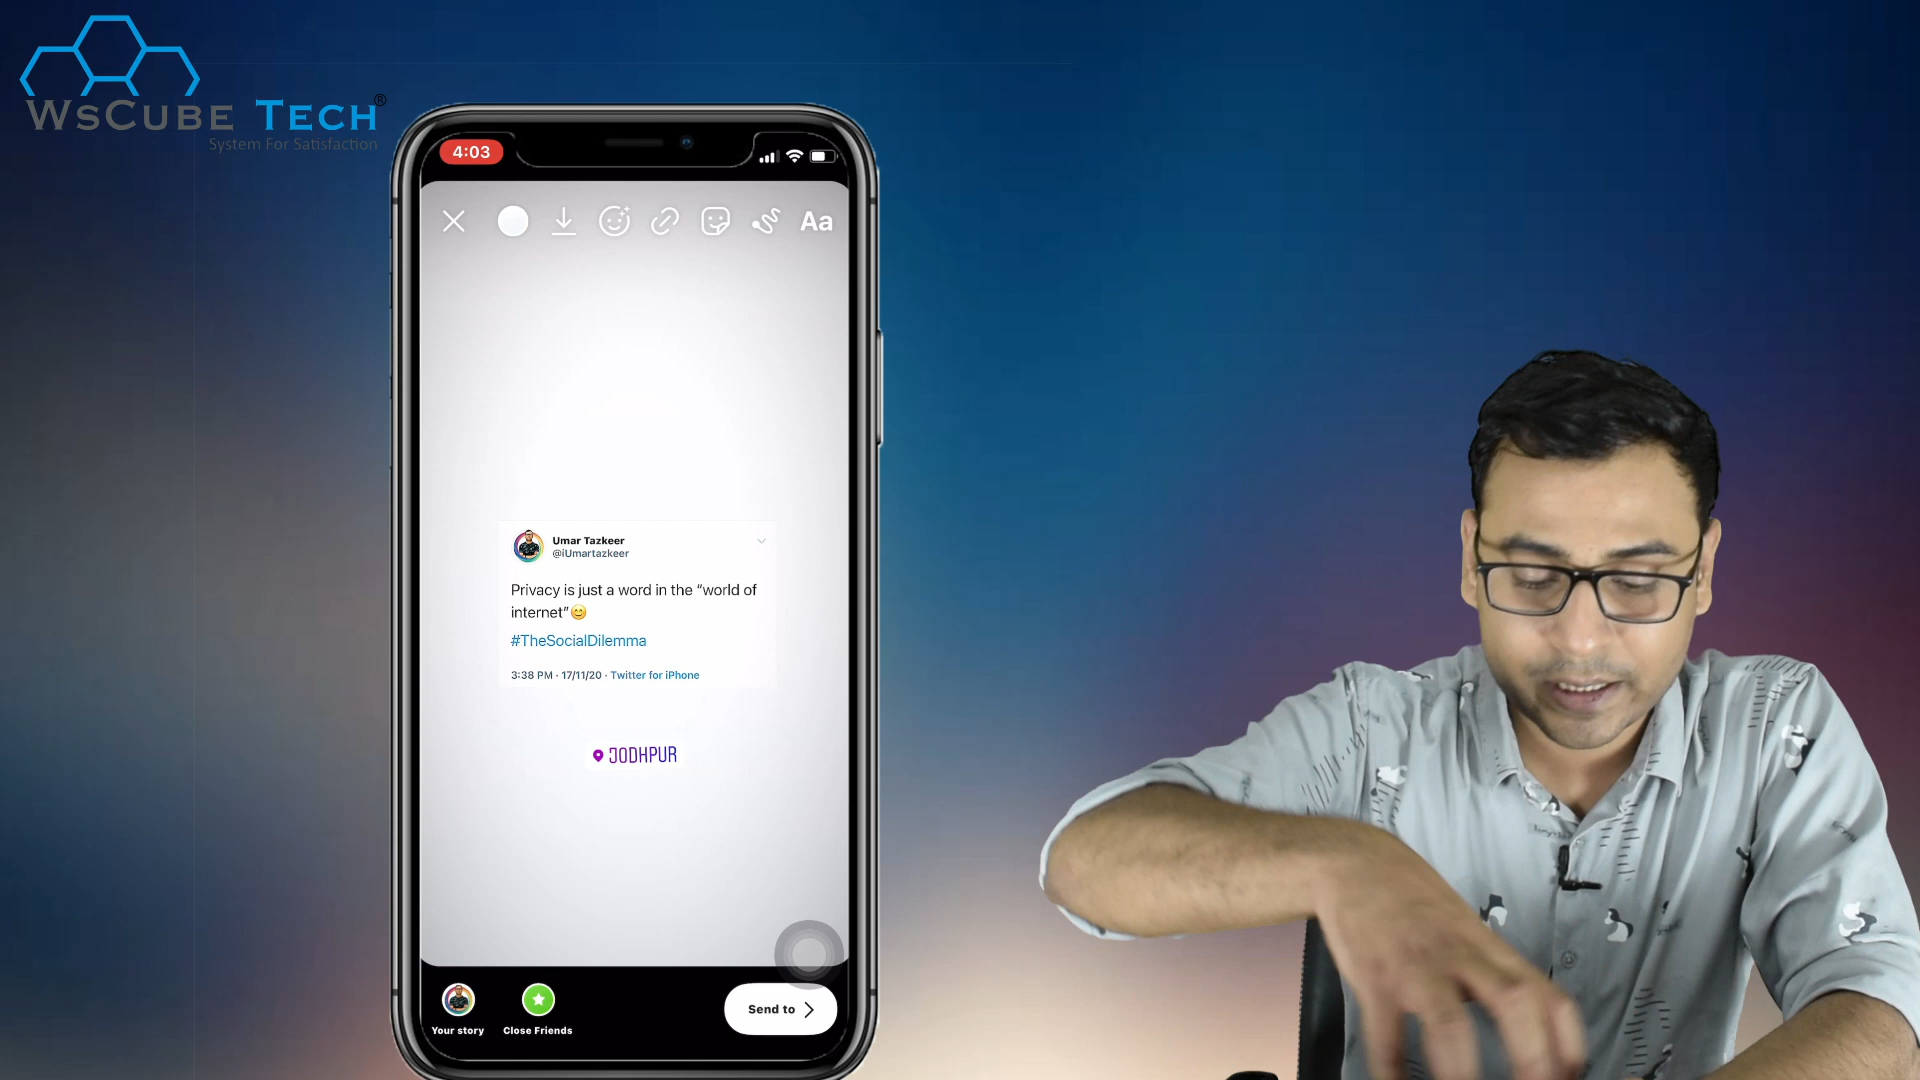 WsCube Tech®
System For Satisfaction
4:03
Aa
Umar Tazkeer
@iUmartazkeer
Privacy is just a word in the “world of
internet”😊
#TheSocialDilemma
3:38 PM · 17/11/20 · Twitter for iPhone
JODHPUR
Your story
Close Friends
Send to